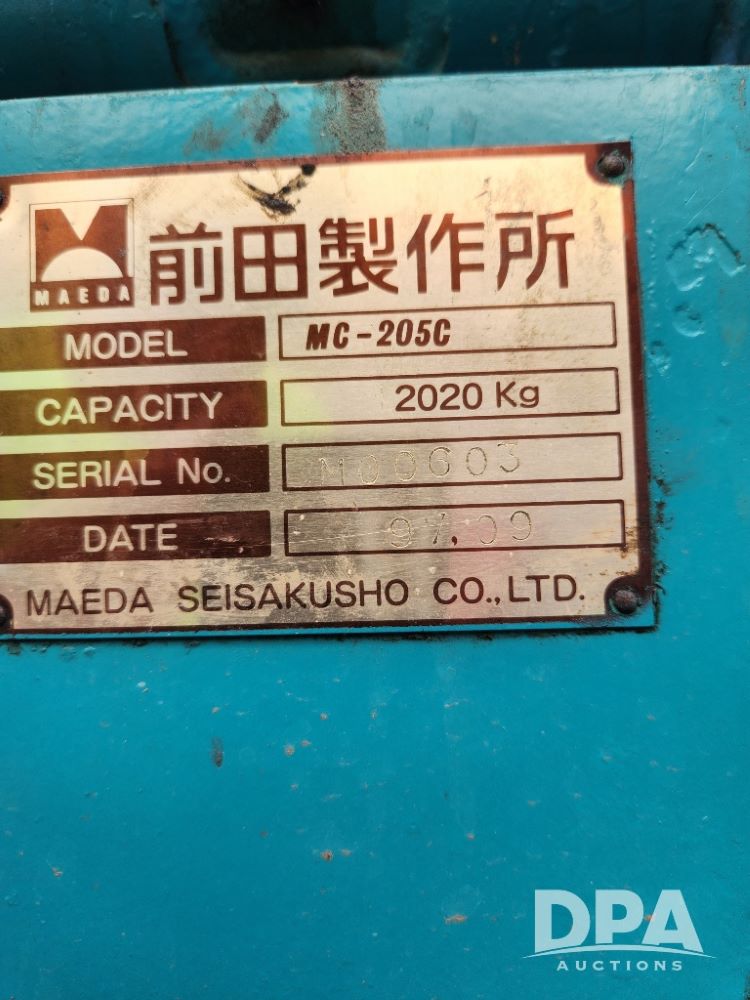 MAEDA 前田製作所
MODEL MC-205C
CAPACITY 2020 Kg
SERIAL No. M00603
DATE 97.09
MAEDA SEISAKUSHO CO.,LTD.
DPA
AUCTIONS